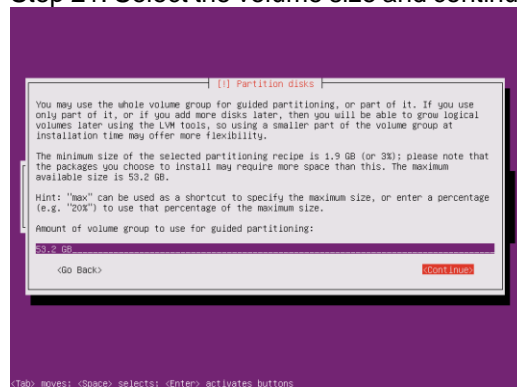 Step 21: Select the volume size and continu
[!] Partition disks
You may use the whole volume group for guided partitioning, or part of it. If you use
only part of it, or if you add more disks later, then you will be able to grow logical
volumes later using the LVM tools, so using a smaller part of the volume group at
installation time may offer more flexibility.
The minimum size of the selected partitioning recipe is 1.9 GB (or 3%); please note that
the packages you choose to install may require more space than this. The maximum
available size is 53.2 GB.
Hint: "max" can be used as a shortcut to specify the maximum size, or enter a percentage
(e.g. "20%") to use that percentage of the maximum size.
Amount of volume group to use for guided partitioning:
53.2 GB
<Go Back> <Continue>
<Tab> moves; <Space> selects; <Enter> activates buttons